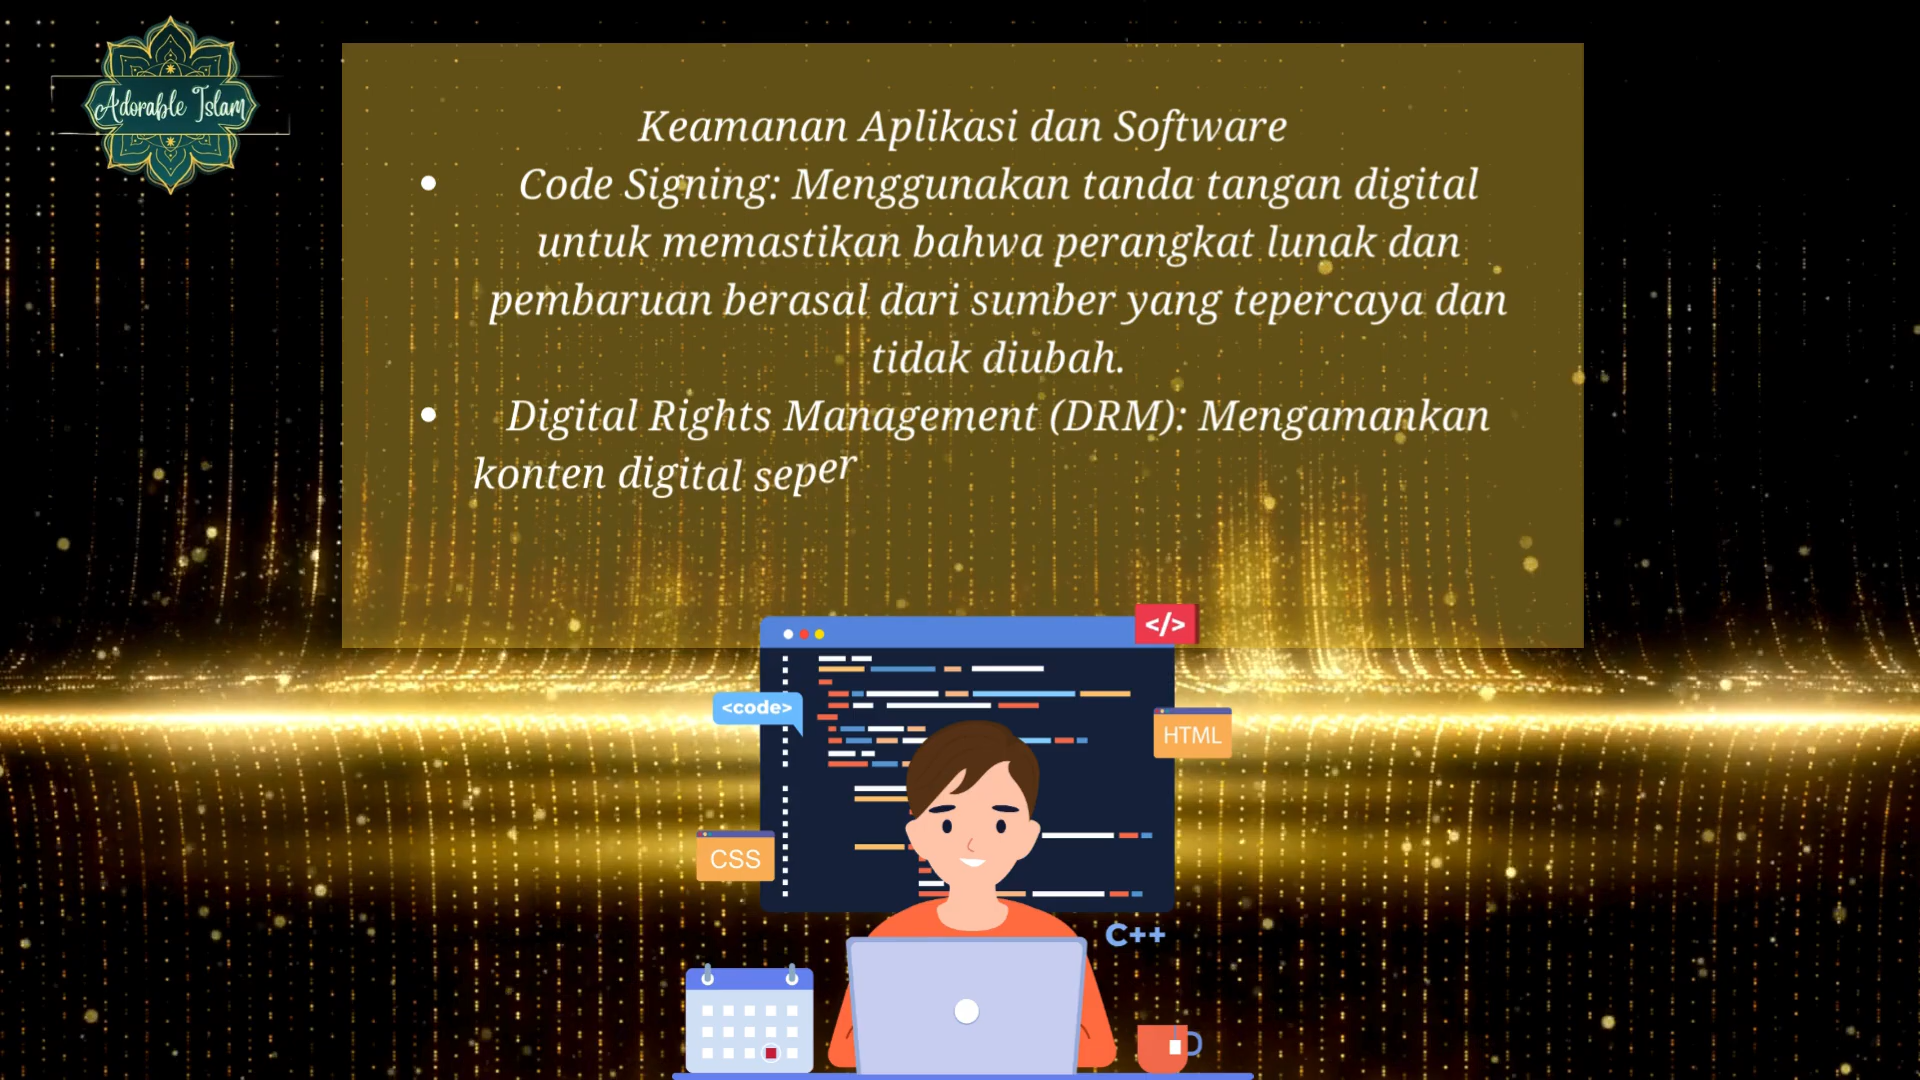 Adorable Islam
Keamanan Aplikasi dan Software
• Code Signing: Menggunakan tanda tangan digital
untuk memastikan bahwa perangkat lunak dan
pembaruan berasal dari sumber yang tepercaya dan
tidak diubah.
• Digital Rights Management (DRM): Mengamankan
konten digital seper
</>
<code>
HTML
CSS
C++